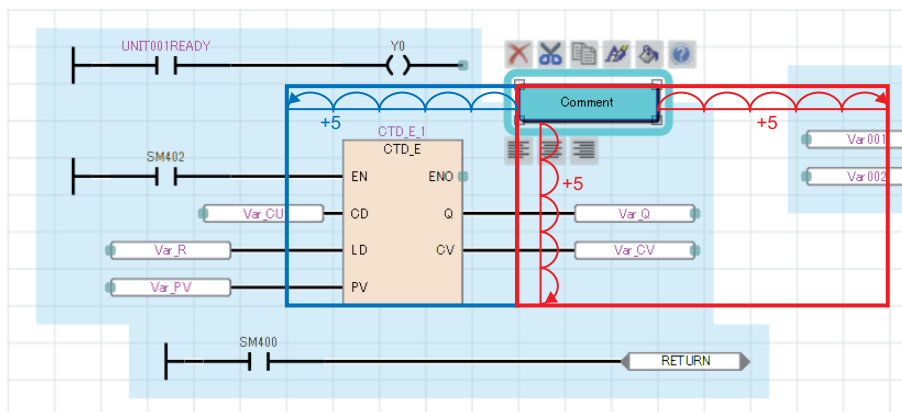 UNIT001READY
Y0
Comment
+5
+5
CTD_E_1
CTD_E
Var001
SM402
EN
ENO
+5
Var002
Var_CU
CD
Q
Var_Q
Var_R
LD
CV
Var_CV
Var_PV
PV
SM400
RETURN